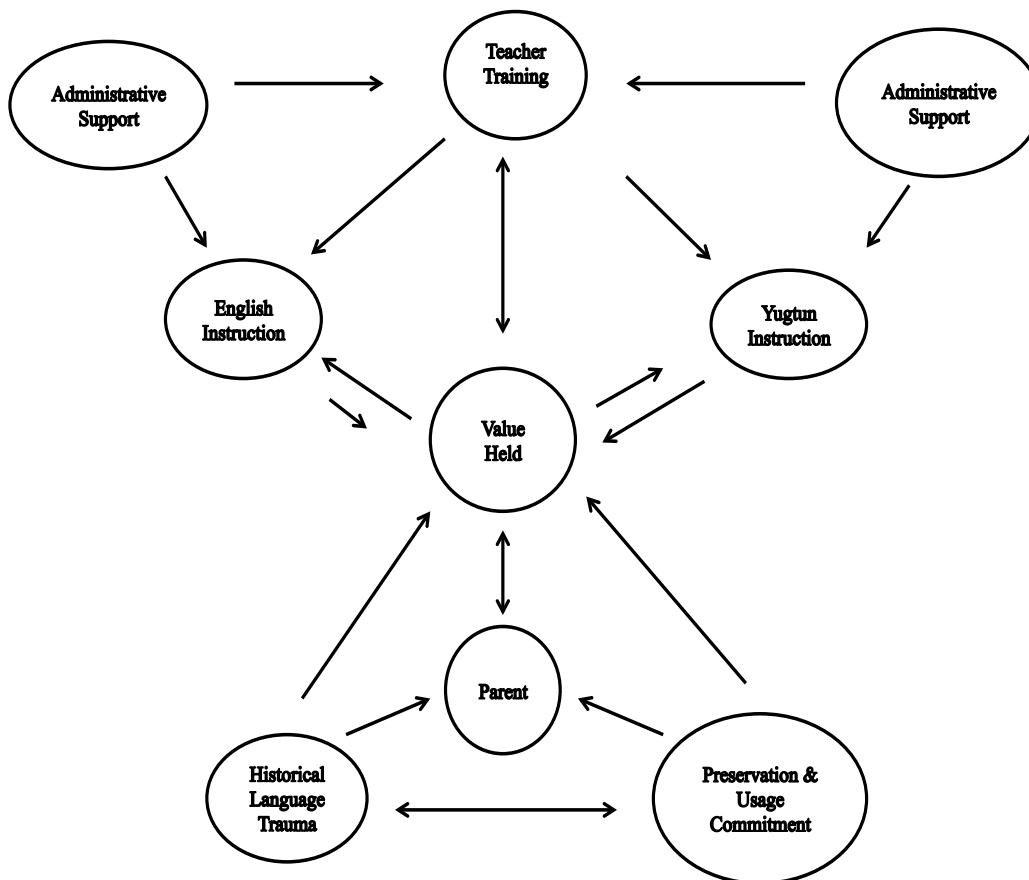 Teacher
Training
Administrative
Support
Administrative
Support
English
Instruction
Yugtun
Instruction
Value
Held
Parent
Historical
Language
Trauma
Preservation &
Usage
Commitment